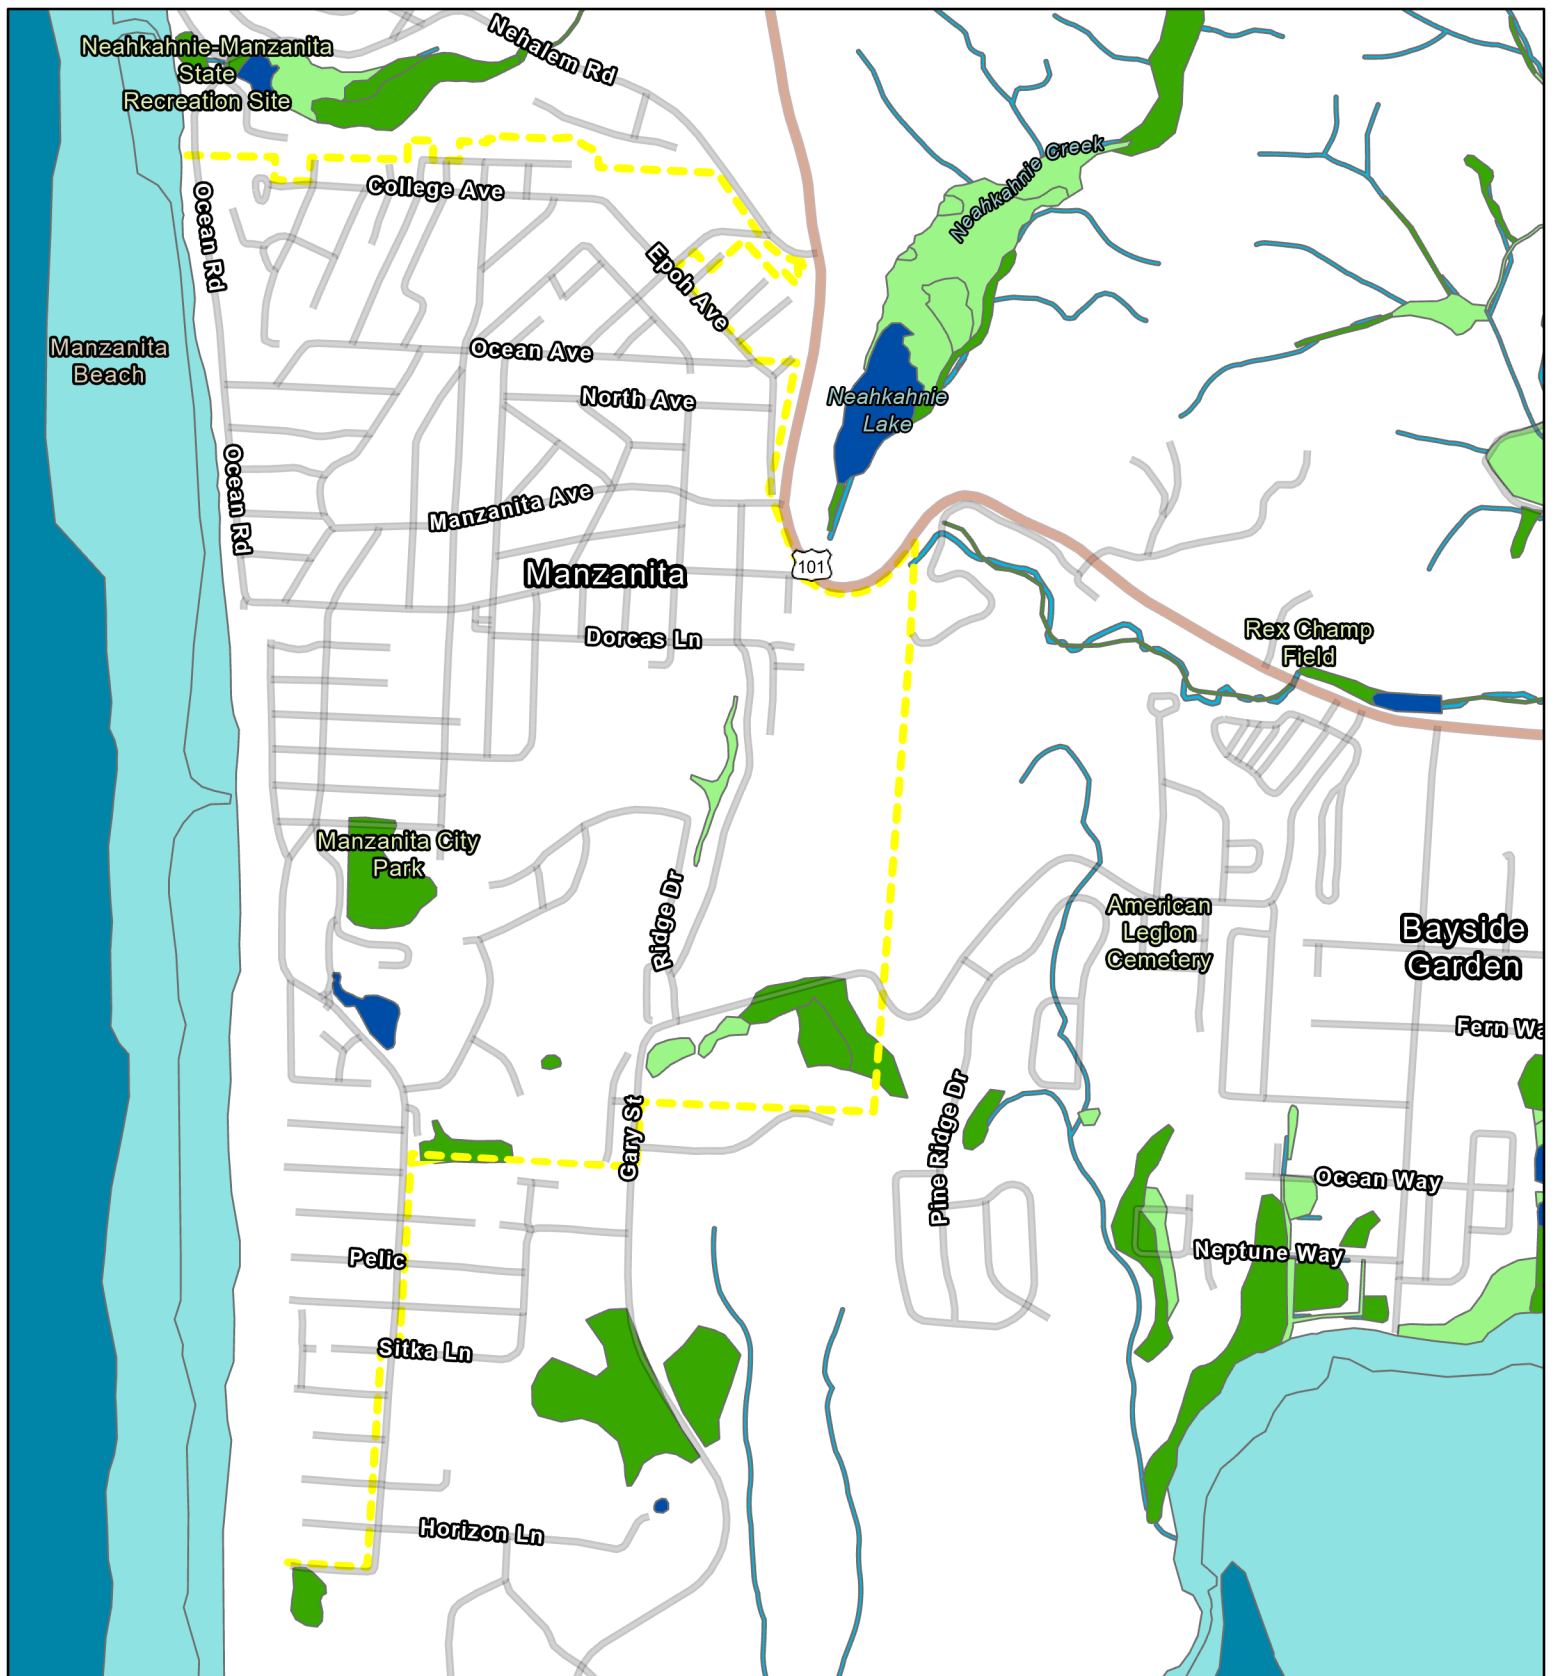 Nehalem Rd
Neahkahnie-Manzanita
State
Recreation Site
Neahkahnie Creek
College Ave
Ocean Rd
Epoh Ave
Manzanita
Beach
Ocean Ave
North Ave
Neahkahnie
Lake
Ocean Rd
Manzanita Ave
101
Manzanita
Dorcas Ln
Rex Champ
Field
Manzanita City
Park
Ridge Dr
American
Legion
Cemetery
Bayside
Garden
Fern Wa
Gary St
Pine Ridge Dr
Ocean Way
Pelic
Neptune Way
Sitka Ln
Horizon Ln